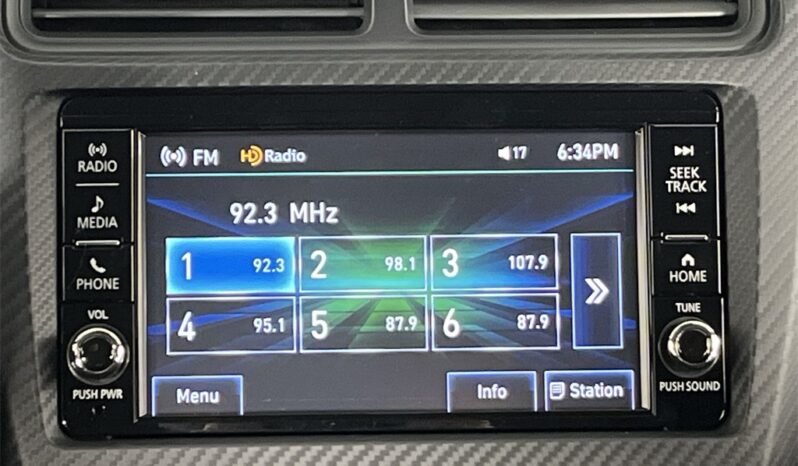 RADIO
MEDIA
PHONE
VOL
PUSH PWR
FM HD Radio 17 6:34PM
92.3 MHz
1 92.3 2 98.1 3 107.9
4 95.1 5 87.9 6 87.9
Menu Info Station
SEEK
TRACK
HOME
TUNE
PUSH SOUND